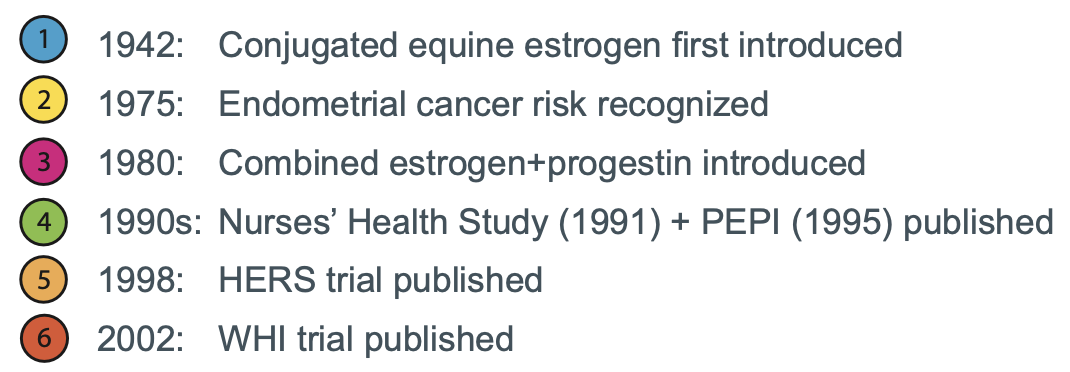 1 1942: Conjugated equine estrogen first introduced
2 1975: Endometrial cancer risk recognized
3 1980: Combined estrogen+progestin introduced
4 1990s: Nurses’ Health Study (1991) + PEPI (1995) published
5 1998: HERS trial published
6 2002: WHI trial published